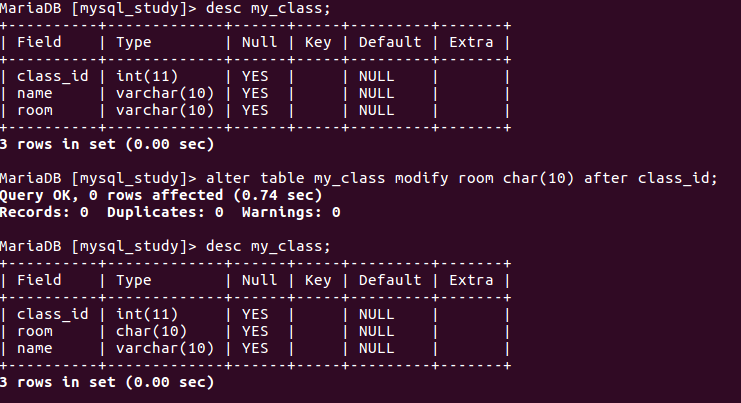 MariaDB [mysql_study]> desc my_class;
+----------+-------------+------+-----+---------+-------+
| Field    | Type        | Null | Key | Default | Extra |
+----------+-------------+------+-----+---------+-------+
| class_id | int(11)     | YES  |     | NULL    |       |
| name     | varchar(10) | YES  |     | NULL    |       |
| room     | varchar(10) | YES  |     | NULL    |       |
+----------+-------------+------+-----+---------+-------+
3 rows in set (0.00 sec)
MariaDB [mysql_study]> alter table my_class modify room char(10) after class_id;
Query OK, 0 rows affected (0.74 sec)
Records: 0  Duplicates: 0  Warnings: 0
MariaDB [mysql_study]> desc my_class;
+----------+-------------+------+-----+---------+-------+
| Field    | Type        | Null | Key | Default | Extra |
+----------+-------------+------+-----+---------+-------+
| class_id | int(11)     | YES  |     | NULL    |       |
| room     | char(10)    | YES  |     | NULL    |       |
| name     | varchar(10) | YES  |     | NULL    |       |
+----------+-------------+------+-----+---------+-------+
3 rows in set (0.00 sec)